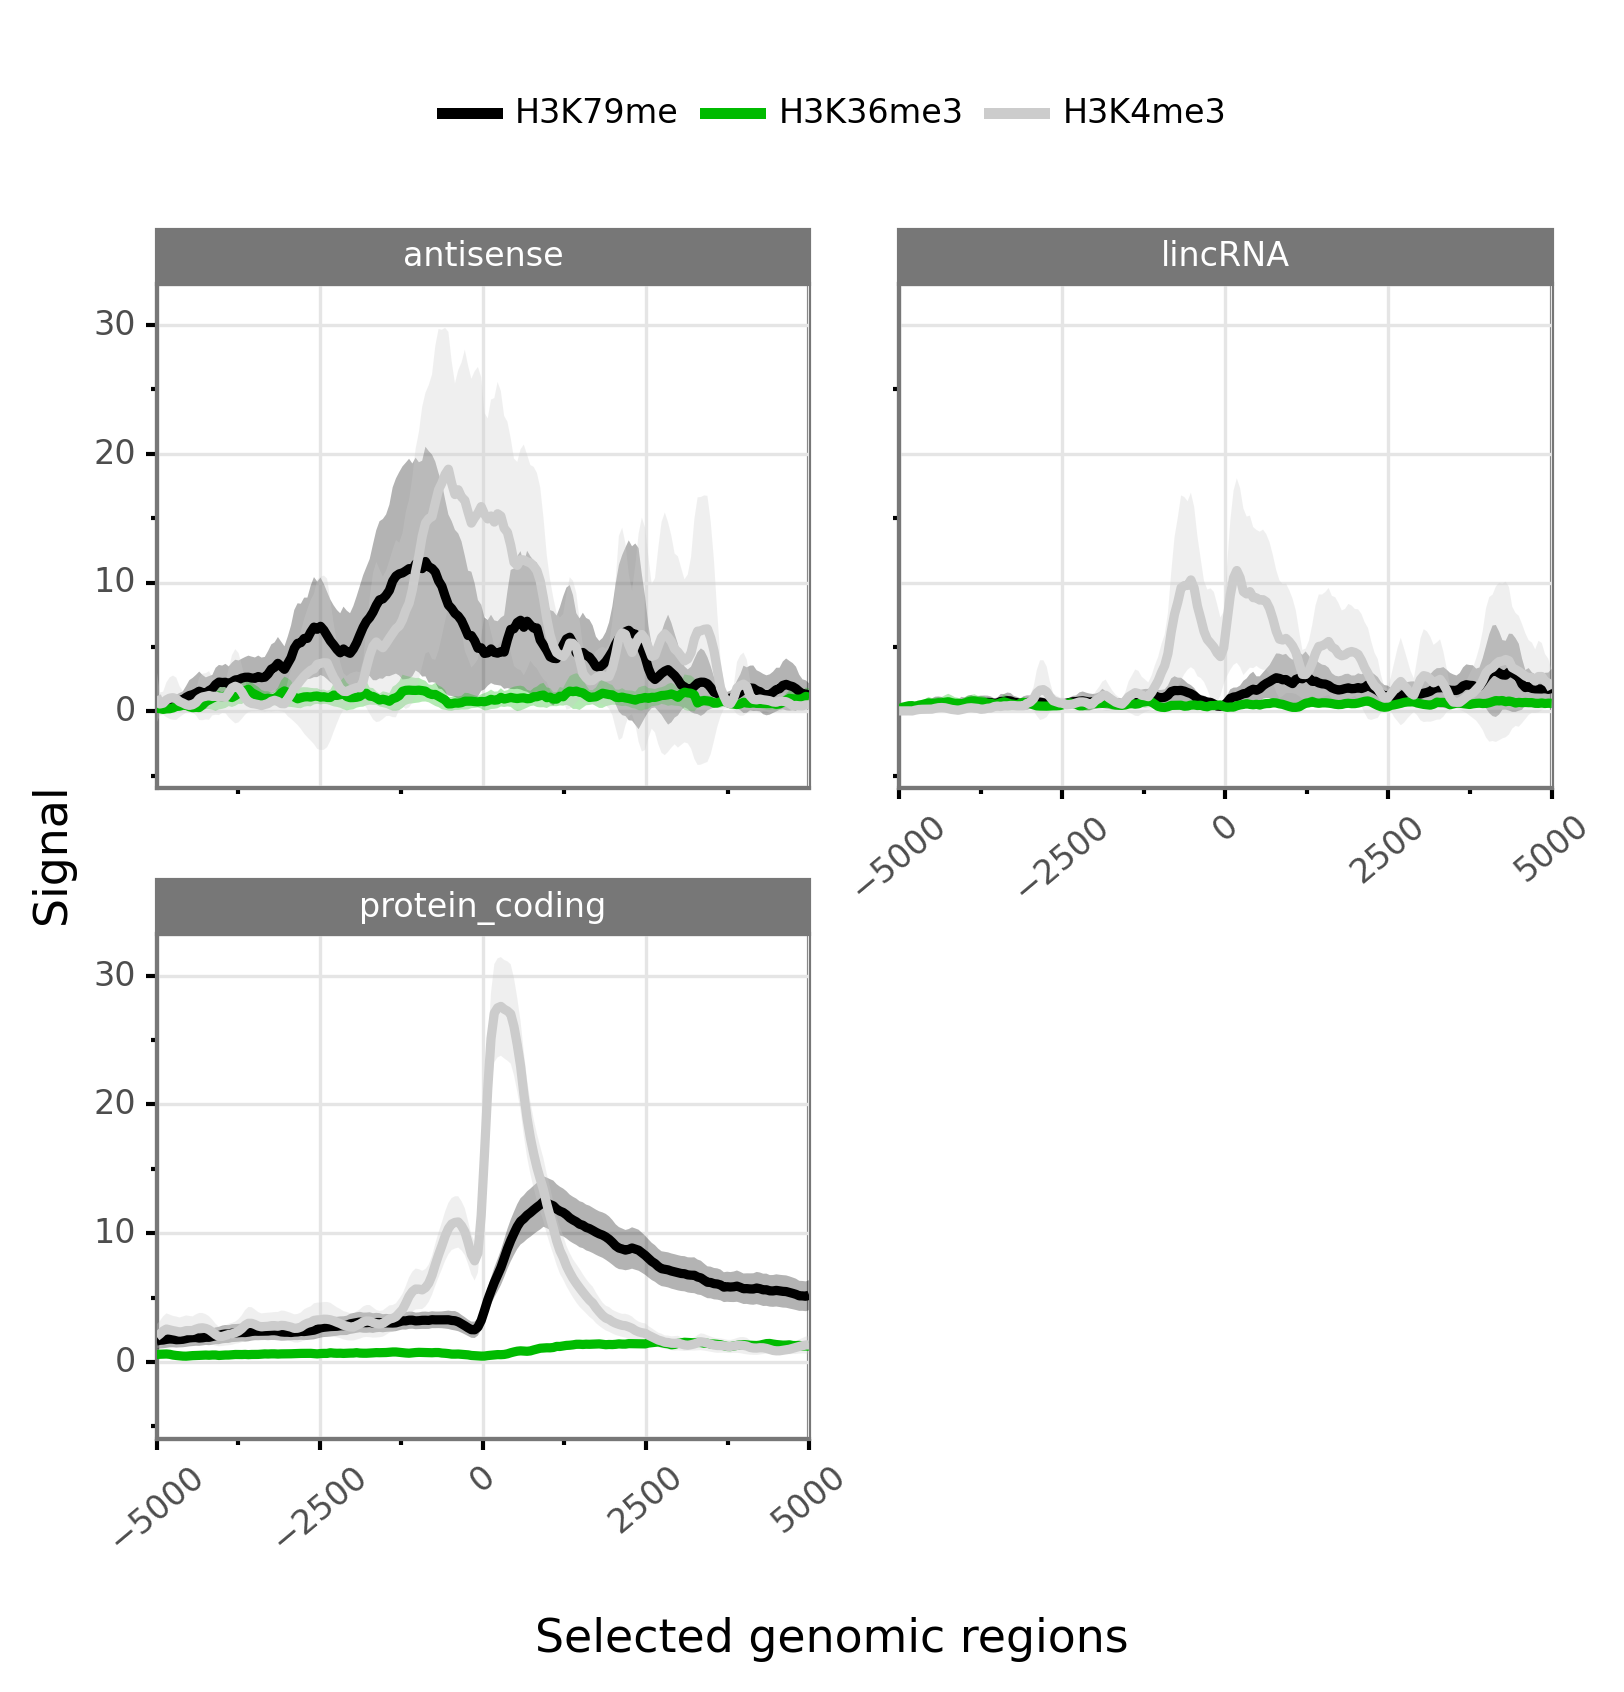 H3K79me H3K36me3 H3K4me3
antisense
lincRNA
30
20
10
0
−5000 −2500 0 2500 5000
Signal
protein_coding
30
20
10
0
−5000 −2500 0 2500 5000
Selected genomic regions